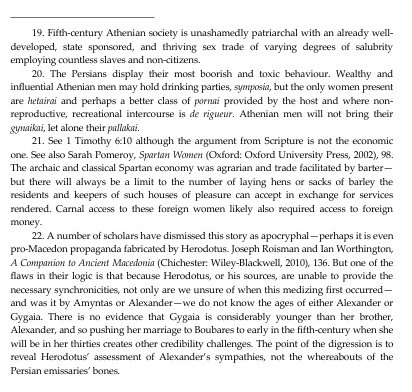 19. Fifth-century Athenian society is unashamedly patriarchal with an already well-
developed, state sponsored, and thriving sex trade of varying degrees of salubrity
employing countless slaves and non-citizens.
20. The Persians display their most boorish and toxic behaviour. Wealthy and
influential Athenian men may hold drinking parties, symposia, but the only women present
are hetairai and perhaps a better class of pornai provided by the host and where non-
reproductive, recreational intercourse is de rigueur. Athenian men will not bring their
gynaikai, let alone their pallakai.
21. See 1 Timothy 6:10 although the argument from Scripture is not the economic
one. See also Sarah Pomeroy, Spartan Women (Oxford: Oxford University Press, 2002), 98.
The archaic and classical Spartan economy was agrarian and trade facilitated by barter—
but there will always be a limit to the number of laying hens or sacks of barley the
residents and keepers of such houses of pleasure can accept in exchange for services
rendered. Carnal access to these foreign women likely also required access to foreign
money.
22. A number of scholars have dismissed this story as apocryphal—perhaps it is even
pro-Macedon propaganda fabricated by Herodotus. Joseph Roisman and Ian Worthington,
A Companion to Ancient Macedonia (Chichester: Wiley-Blackwell, 2010), 136. But one of the
flaws in their logic is that because Herodotus, or his sources, are unable to provide the
necessary synchronicities, not only are we unsure of when this medizing first occurred—
and was it by Amyntas or Alexander—we do not know the ages of either Alexander or
Gygaia. There is no evidence that Gygaia is considerably younger than her brother,
Alexander, and so pushing her marriage to Boubares to early in the fifth-century when she
will be in her thirties creates other credibility challenges. The point of the digression is to
reveal Herodotus' assessment of Alexander's sympathies, not the whereabouts of the
Persian emissaries' bones.